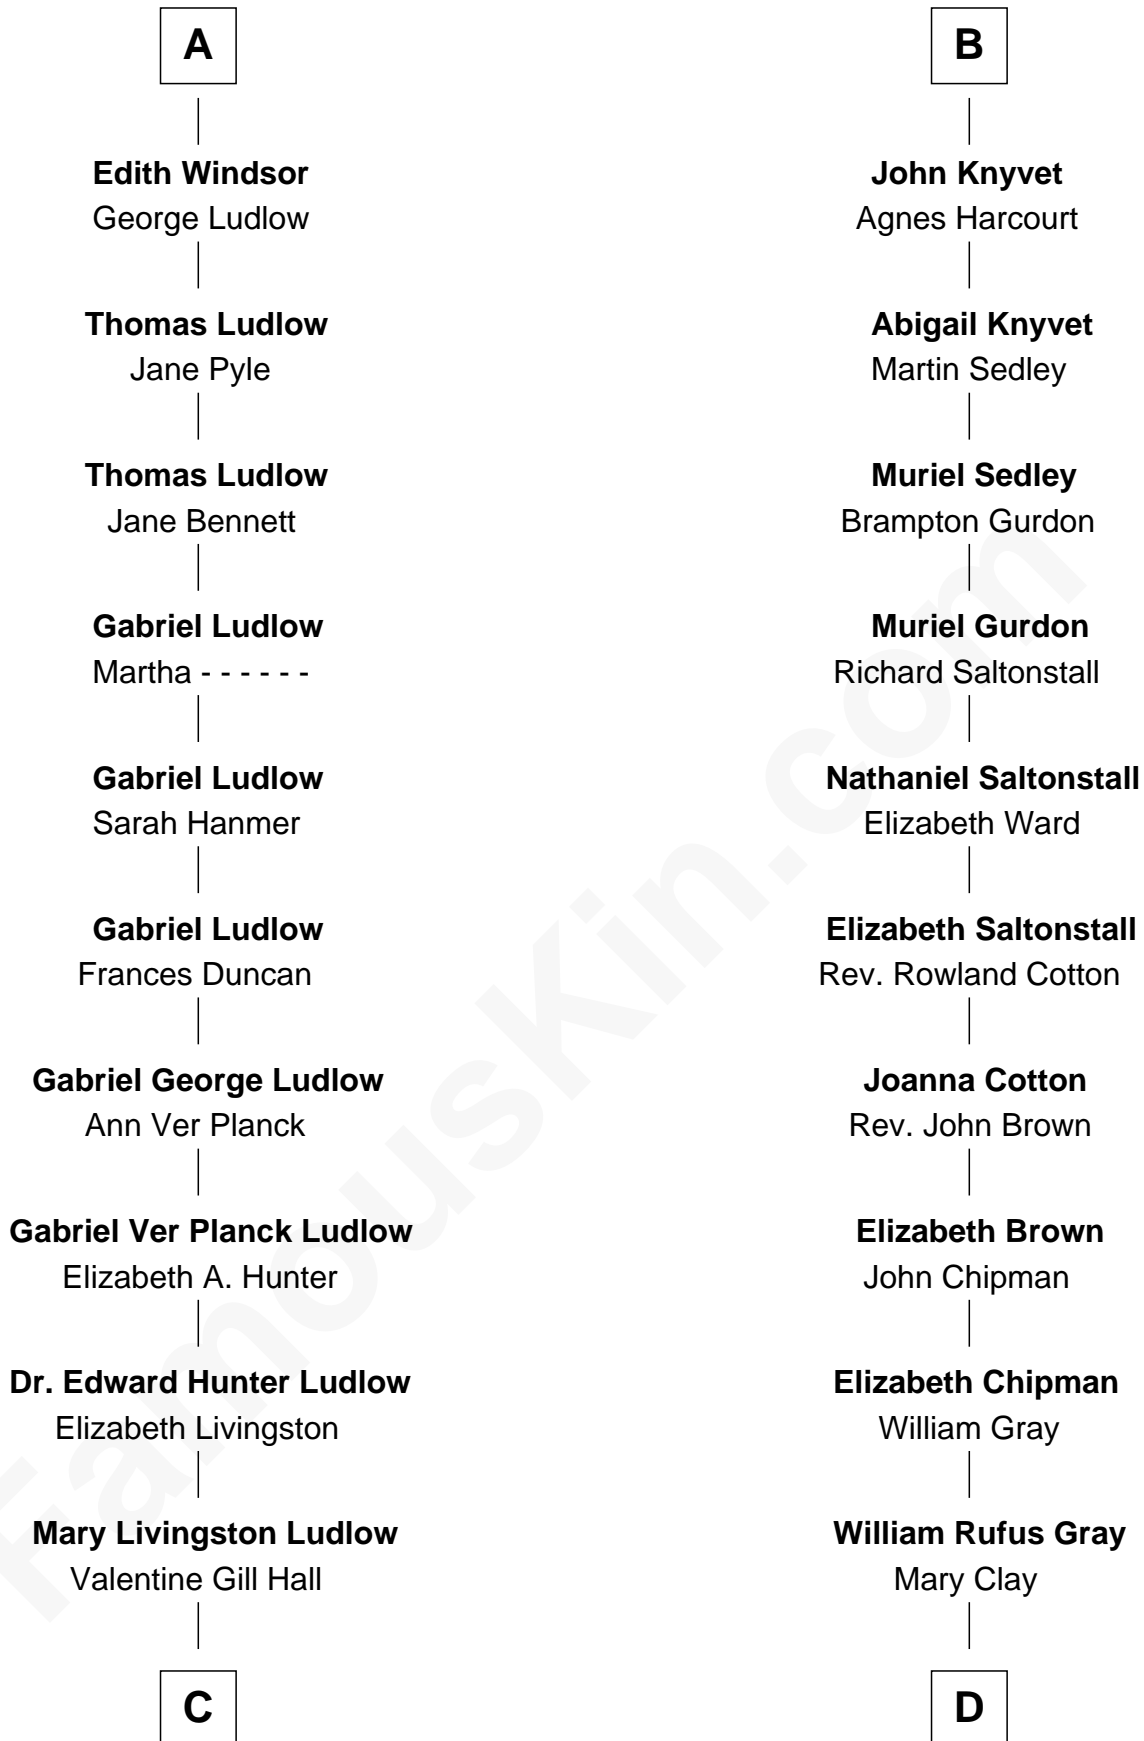 A
Edith Windsor
George Ludlow
Thomas Ludlow
Jane Pyle
Thomas Ludlow
Jane Bennett
Gabriel Ludlow
Martha - - - - - -
Gabriel Ludlow
Sarah Hanmer
Gabriel Ludlow
Frances Duncan
Gabriel George Ludlow
Ann Ver Planck
Gabriel Ver Planck Ludlow
Elizabeth A. Hunter
Dr. Edward Hunter Ludlow
Elizabeth Livingston
Mary Livingston Ludlow
Valentine Gill Hall
C
B
John Knyvet
Agnes Harcourt
Abigail Knyvet
Martin Sedley
Muriel Sedley
Brampton Gurdon
Muriel Gurdon
Richard Saltonstall
Nathaniel Saltonstall
Elizabeth Ward
Elizabeth Saltonstall
Rev. Rowland Cotton
Joanna Cotton
Rev. John Brown
Elizabeth Brown
John Chipman
Elizabeth Chipman
William Gray
William Rufus Gray
Mary Clay
D
FamousKin.com